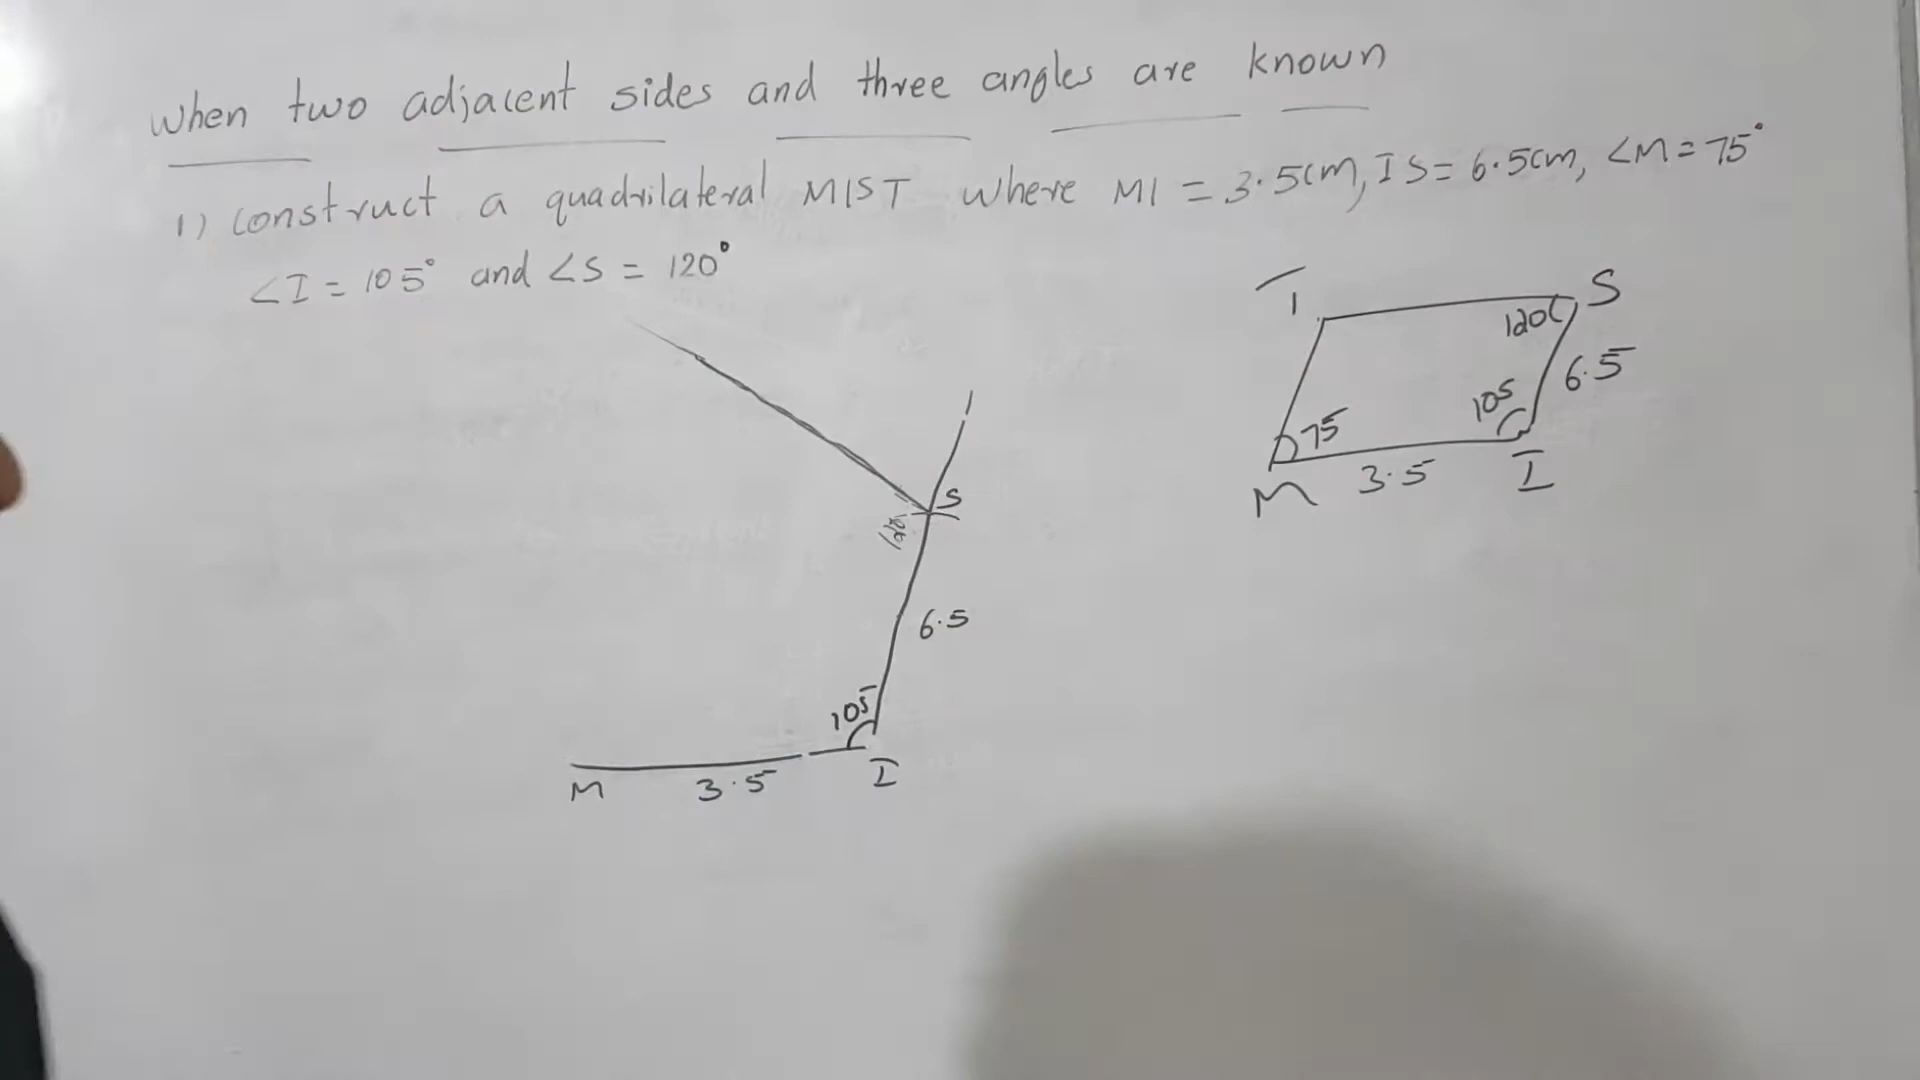 When two adjacent sides and three angles are known
1) construct a quadrilateral MIST where MI = 3.5cm, IS = 6.5cm, <M = 75°
<I = 105° and <S = 120°
T
S
120
6.5
105
75
M
3.5
I
S
120
6.5
105
M
3.5
I